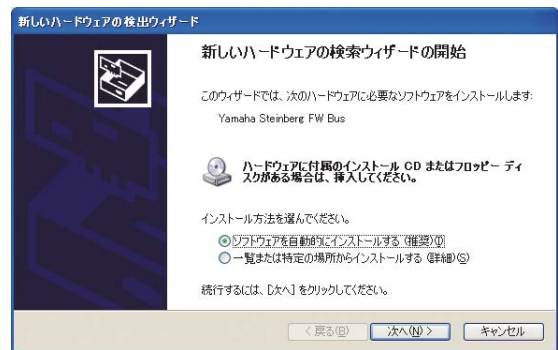 新しいハードウェアの検出ウィザード
新しいハードウェアの検索ウィザードの開始
このウィザードでは、次のハードウェアに必要なソフトウェアをインストールします:
Yamaha Steinberg FW Bus
ハードウェアに付属のインストール CD またはフロッピー ディ
スクがある場合は、挿入してください。
インストール方法を選んでください。
ソフトウェアを自動的にインストールする (推奨)(I)
一覧または特定の場所からインストールする (詳細)(S)
続行するには、[次へ] をクリックしてください。
< 戻る(B)
次へ(N) >
キャンセル